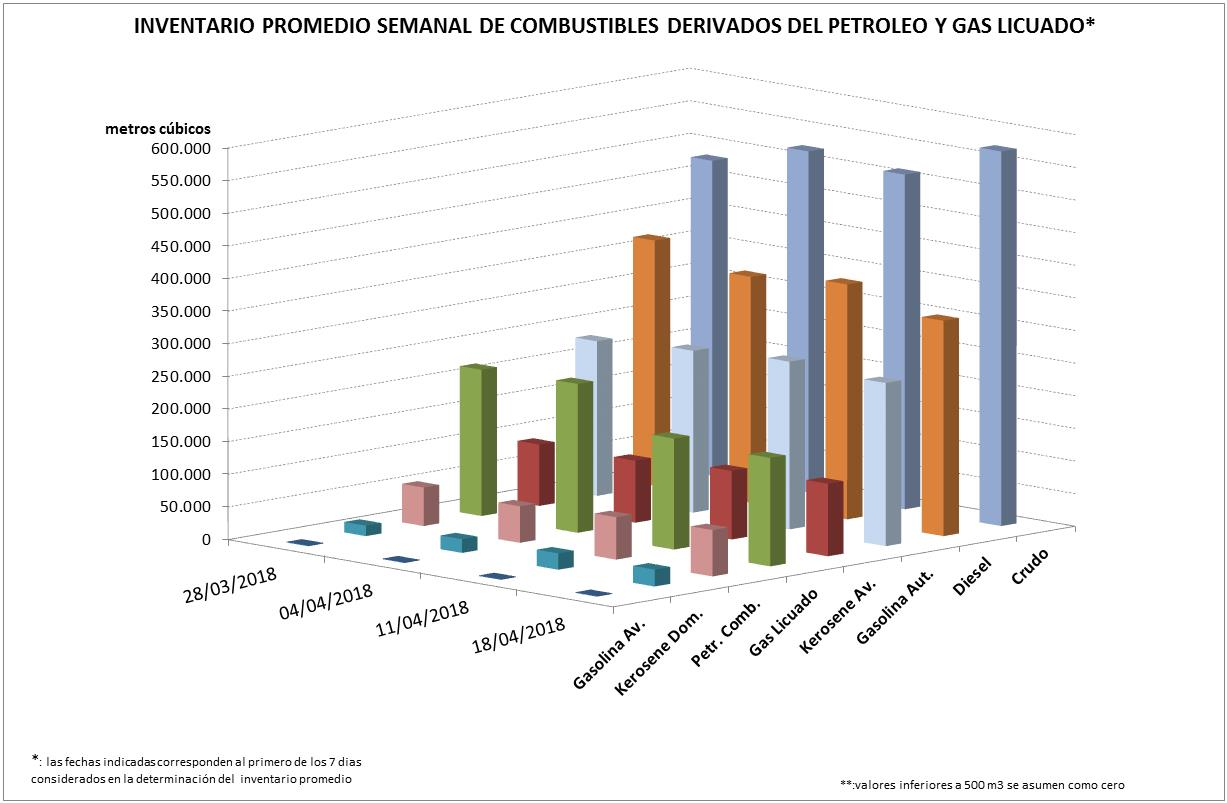 INVENTARIO PROMEDIO SEMANAL DE COMBUSTIBLES DERIVADOS DEL PETROLEO Y GAS LICUADO*
metros cúbicos
600.000
550.000
500.000
450.000
400.000
350.000
300.000
250.000
200.000
150.000
100.000
50.000
0
28/03/2018
04/04/2018
11/04/2018
18/04/2018
Gasolina Av.
Kerosene Dom.
Petr. Comb.
Gas Licuado
Kerosene Av.
Gasolina Aut.
Diesel
Crudo
*: las fechas indicadas corresponden al primero de los 7 dias
considerados en la determinación del inventario promedio
**:valores inferiores a 500 m3 se asumen como cero